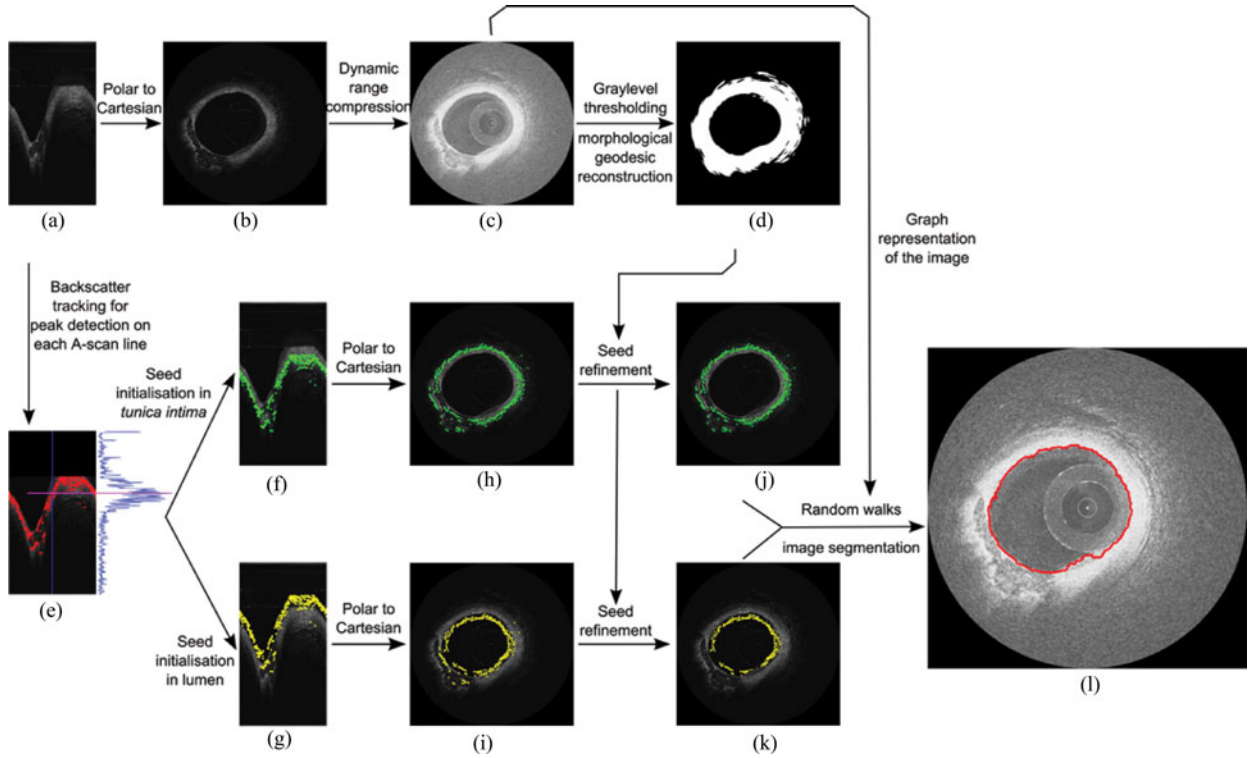 Polar to
Cartesian
Dynamic
range
compression
Graylevel
thresholding
morphological
geodesic
reconstruction
(a)
(b)
(c)
(d)
Graph
representation
of the image
Backscatter
tracking for
peak detection on
each A-scan line
Seed
initialisation in
tunica intima
Polar to
Cartesian
Seed
refinement
(f)
(h)
(j)
(e)
Random walks
image segmentation
Seed
initialisation
in lumen
Polar to
Cartesian
Seed
refinement
(g)
(i)
(k)
(l)